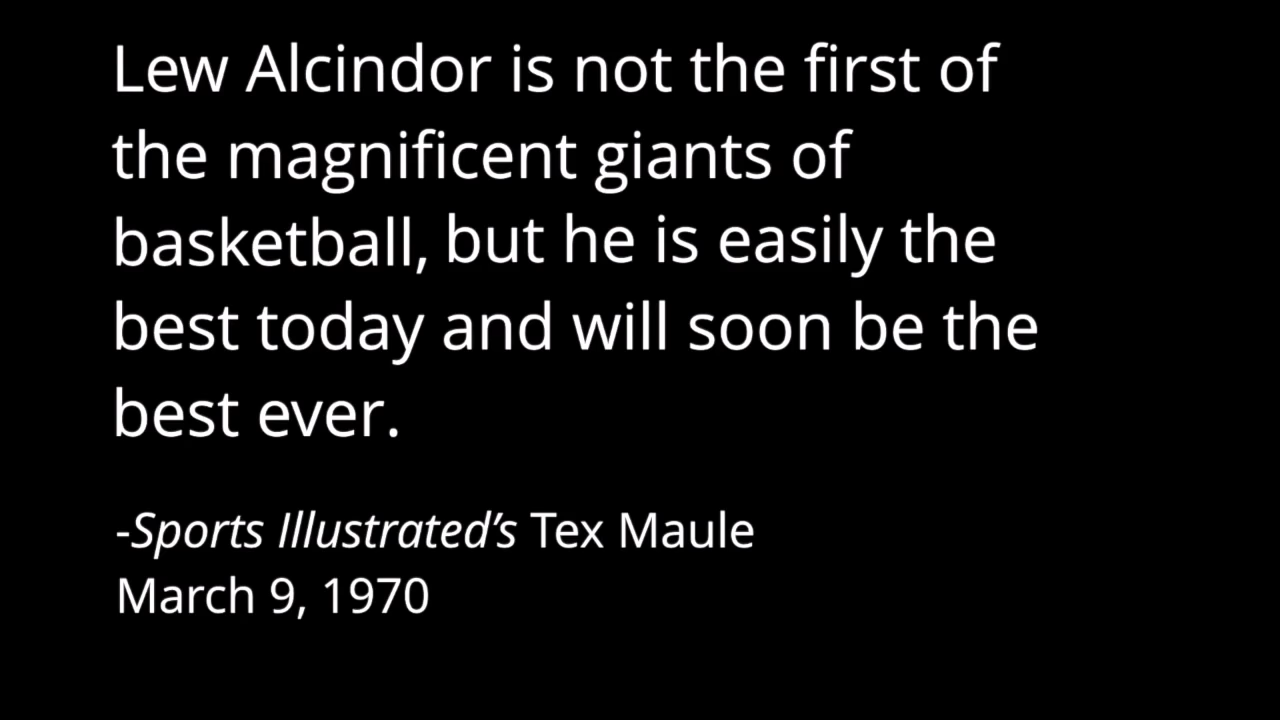 Lew Alcindor is not the first of
the magnificent giants of
basketball, but he is easily the
best today and will soon be the
best ever.
-Sports Illustrated’s Tex Maule
March 9, 1970